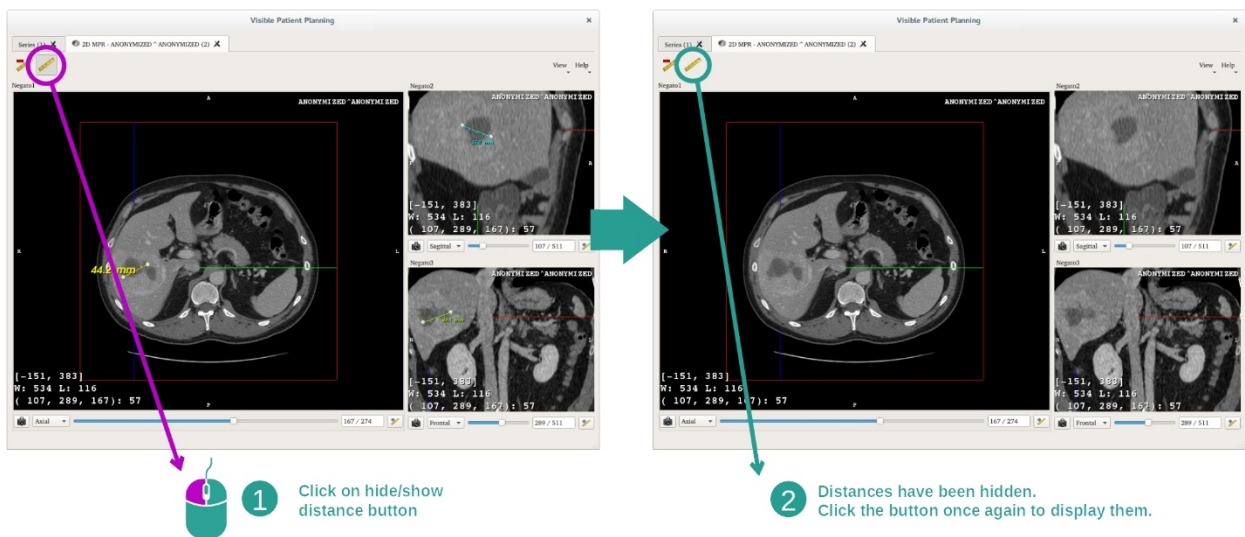 Visible Patient Planning
Series (1)
2D MPR - ANONYMIZED ^ ANONYMIZED (2)
View Help
Negato1
A
ANONYMIZED^ANONYMIZED
R
L
44.2 mm
[-151, 383]
W: 534 L: 116
( 107, 289, 167): 57
P
Axial
167 / 274
Negato2
ANONYMIZED^ANONYMIZED
A
[-151, 383]
W: 534 L: 116
( 107, 289, 167): 57
Sagittal
107 / 511
Negato3
ANONYMIZED^ANONYMIZED
R
L
[-151, 383]
W: 534 L: 116
( 107, 289, 167): 57
Frontal
289 / 511
Visible Patient Planning
Series (1)
2D MPR - ANONYMIZED ^ ANONYMIZED (2)
View Help
Negato1
A
ANONYMIZED^ANONYMIZED
R
L
[-151, 383]
W: 534 L: 116
( 107, 289, 167): 57
P
Axial
167 / 274
Negato2
ANONYMIZED^ANONYMIZED
A
[-151, 383]
W: 534 L: 116
( 107, 289, 167): 57
Sagittal
107 / 511
Negato3
ANONYMIZED^ANONYMIZED
R
L
[-151, 383]
W: 534 L: 116
( 107, 289, 167): 57
Frontal
289 / 511
1
Click on hide/show
distance button
2
Distances have been hidden.
Click the button once again to display them.